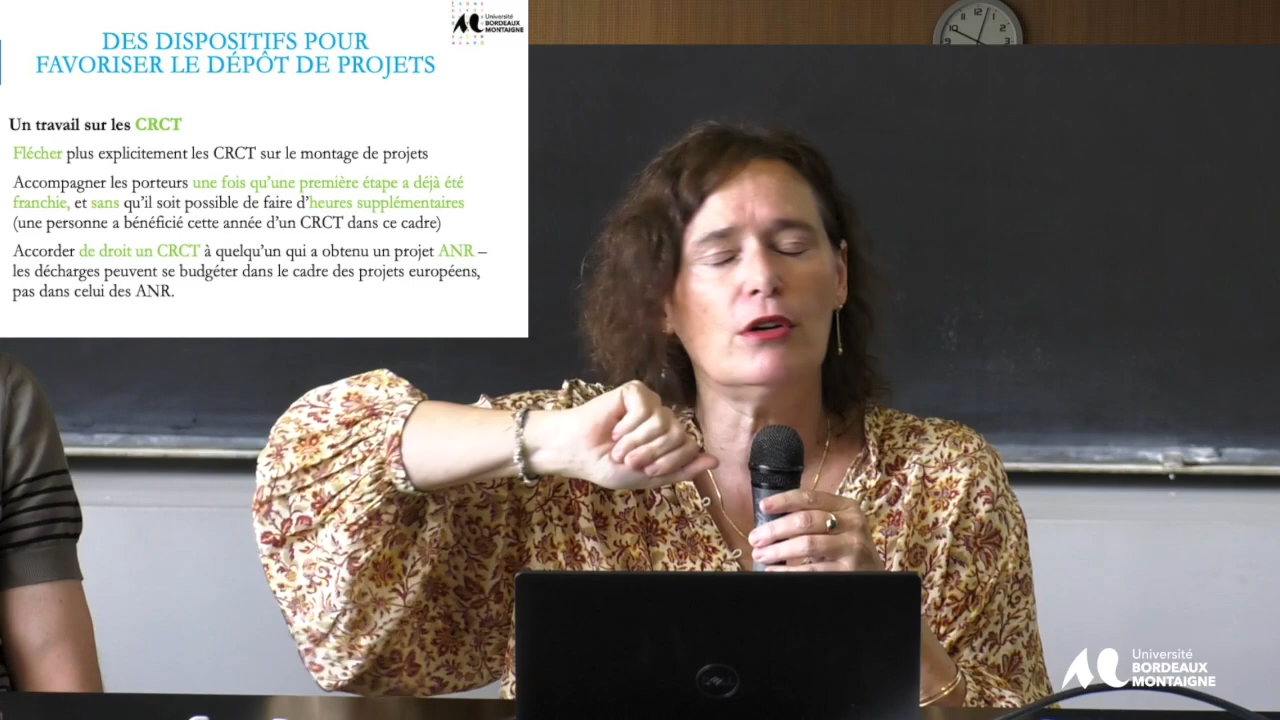 DES DISPOSITIFS POUR
FAVORISER LE DÉPÔT DE PROJETS
Université
BORDEAUX
MONTAIGNE
Un travail sur les CRCT
Flécher plus explicitement les CRCT sur le montage de projets
Accompagner les porteurs une fois qu'une première étape a déjà été
franchie, et sans qu'il soit possible de faire d'heures supplémentaires
(une personne a bénéficié cette année d'un CRCT dans ce cadre)
Accorder de droit un CRCT à quelqu'un qui a obtenu un projet ANR –
les décharges peuvent se budgéter dans le cadre des projets européens,
pas dans celui des ANR.
DELL
Université
BORDEAUX
MONTAIGNE